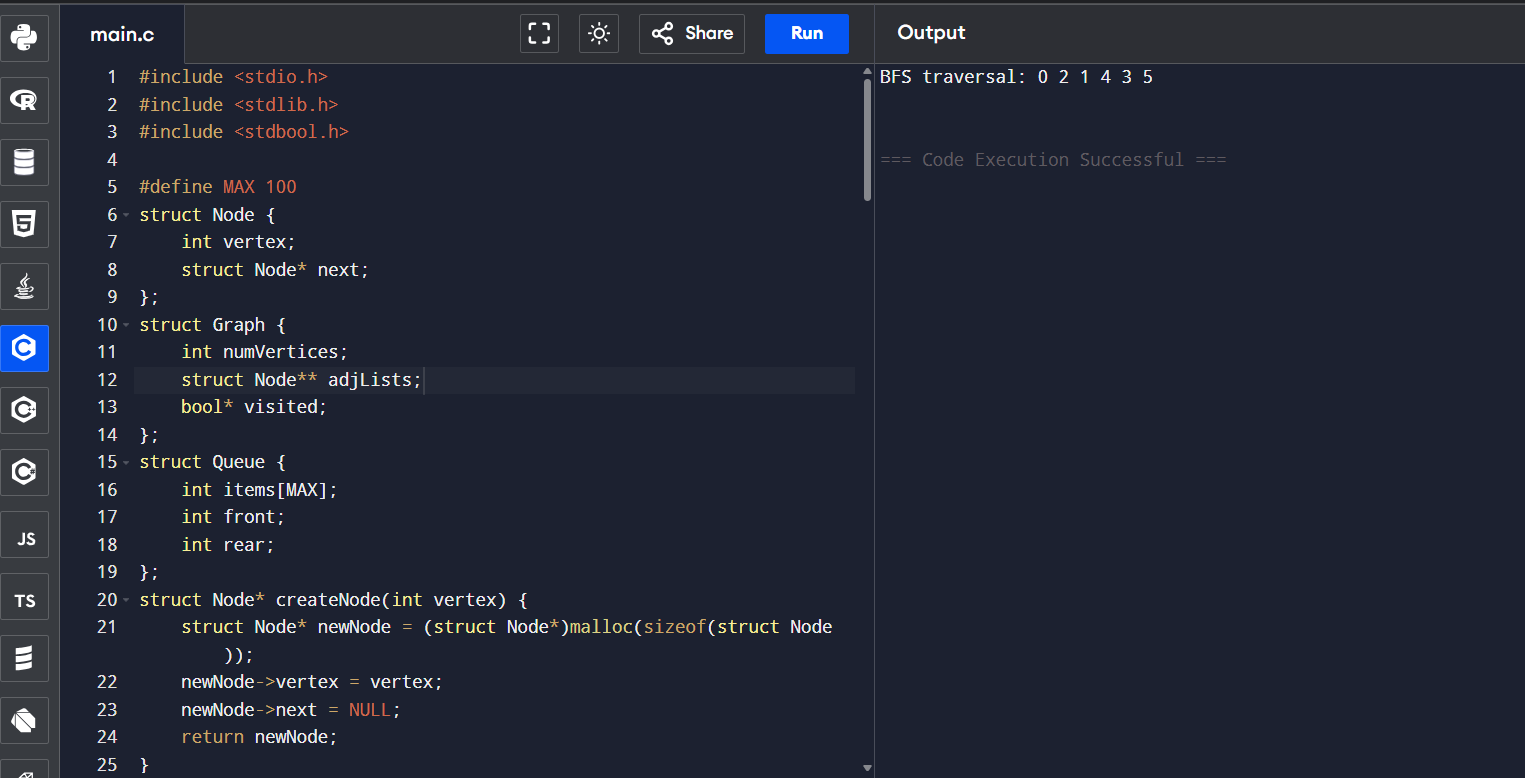 main.c
Share
Run
Output
1 #include <stdio.h>
2 #include <stdlib.h>
3 #include <stdbool.h>
4
5 #define MAX 100
6 struct Node {
7     int vertex;
8     struct Node* next;
9 };
10 struct Graph {
11     int numVertices;
12     struct Node** adjLists;
13     bool* visited;
14 };
15 struct Queue {
16     int items[MAX];
17     int front;
18     int rear;
19 };
20 struct Node* createNode(int vertex) {
21     struct Node* newNode = (struct Node*)malloc(sizeof(struct Node
));
22     newNode->vertex = vertex;
23     newNode->next = NULL;
24     return newNode;
25 }
BFS traversal: 0 2 1 4 3 5
=== Code Execution Successful ===
R
5
C
C++
C#
JS
TS